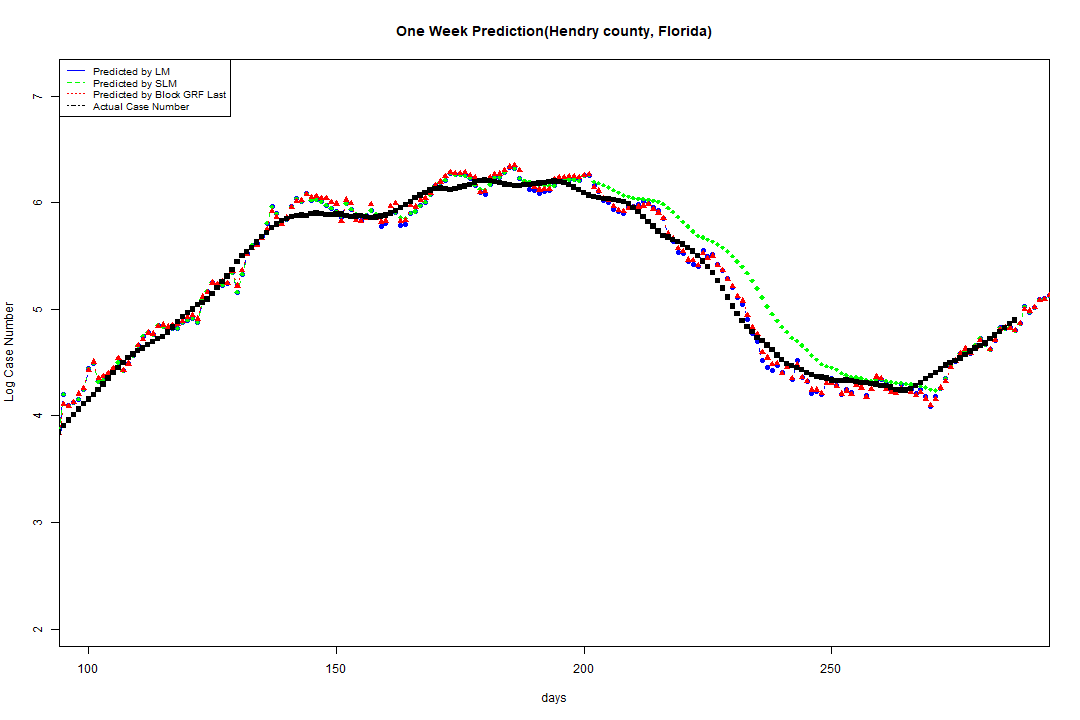 One Week Prediction(Hendry county, Florida)
Predicted by LM
Predicted by SLM
Predicted by Block GRF Last
Actual Case Number
Log Case Number
7
6
5
4
3
2
100 150 200 250
days